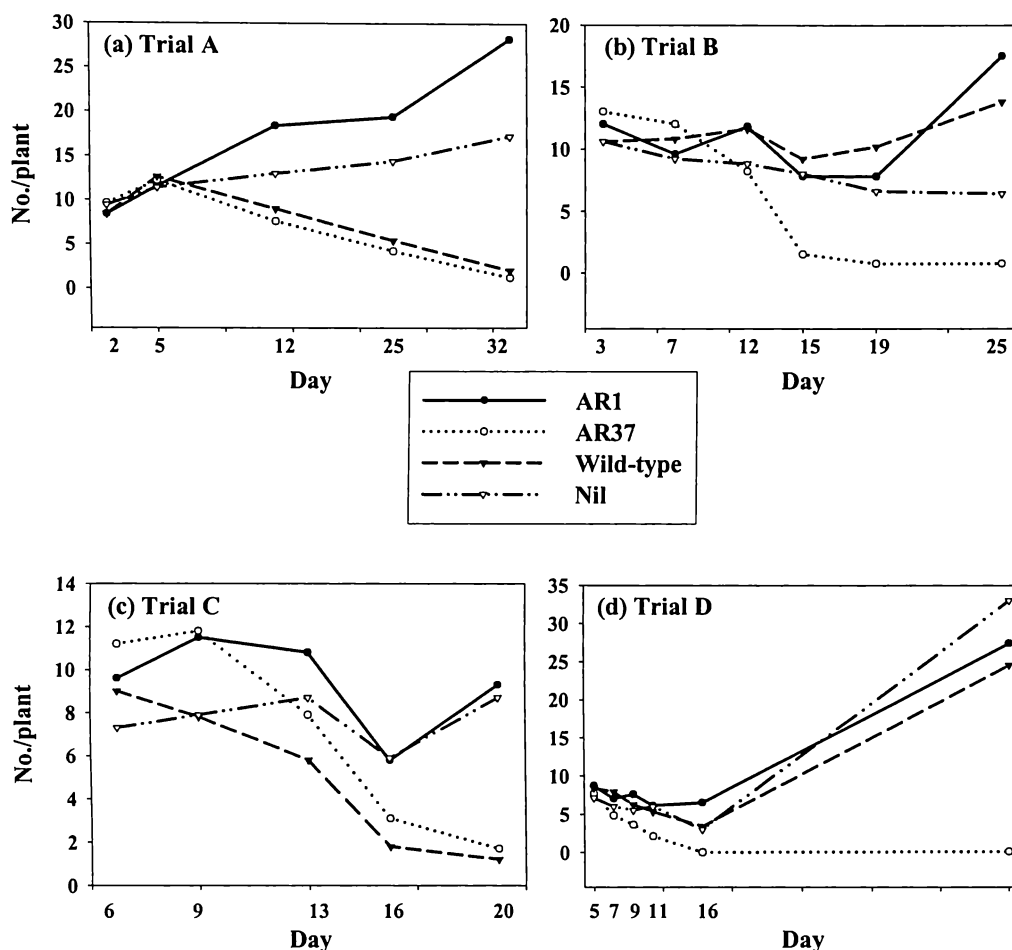 (a) Trial A
30
25
20
15
10
5
0
No./plant
2 5 12 25 32
Day
(b) Trial B
20
15
10
5
0
3 7 12 15 19 25
Day
AR1
AR37
Wild-type
Nil
(c) Trial C
14
12
10
8
6
4
2
0
No./plant
6 9 13 16 20
Day
(d) Trial D
35
30
25
20
15
10
5
0
5 7 9 11 16
Day